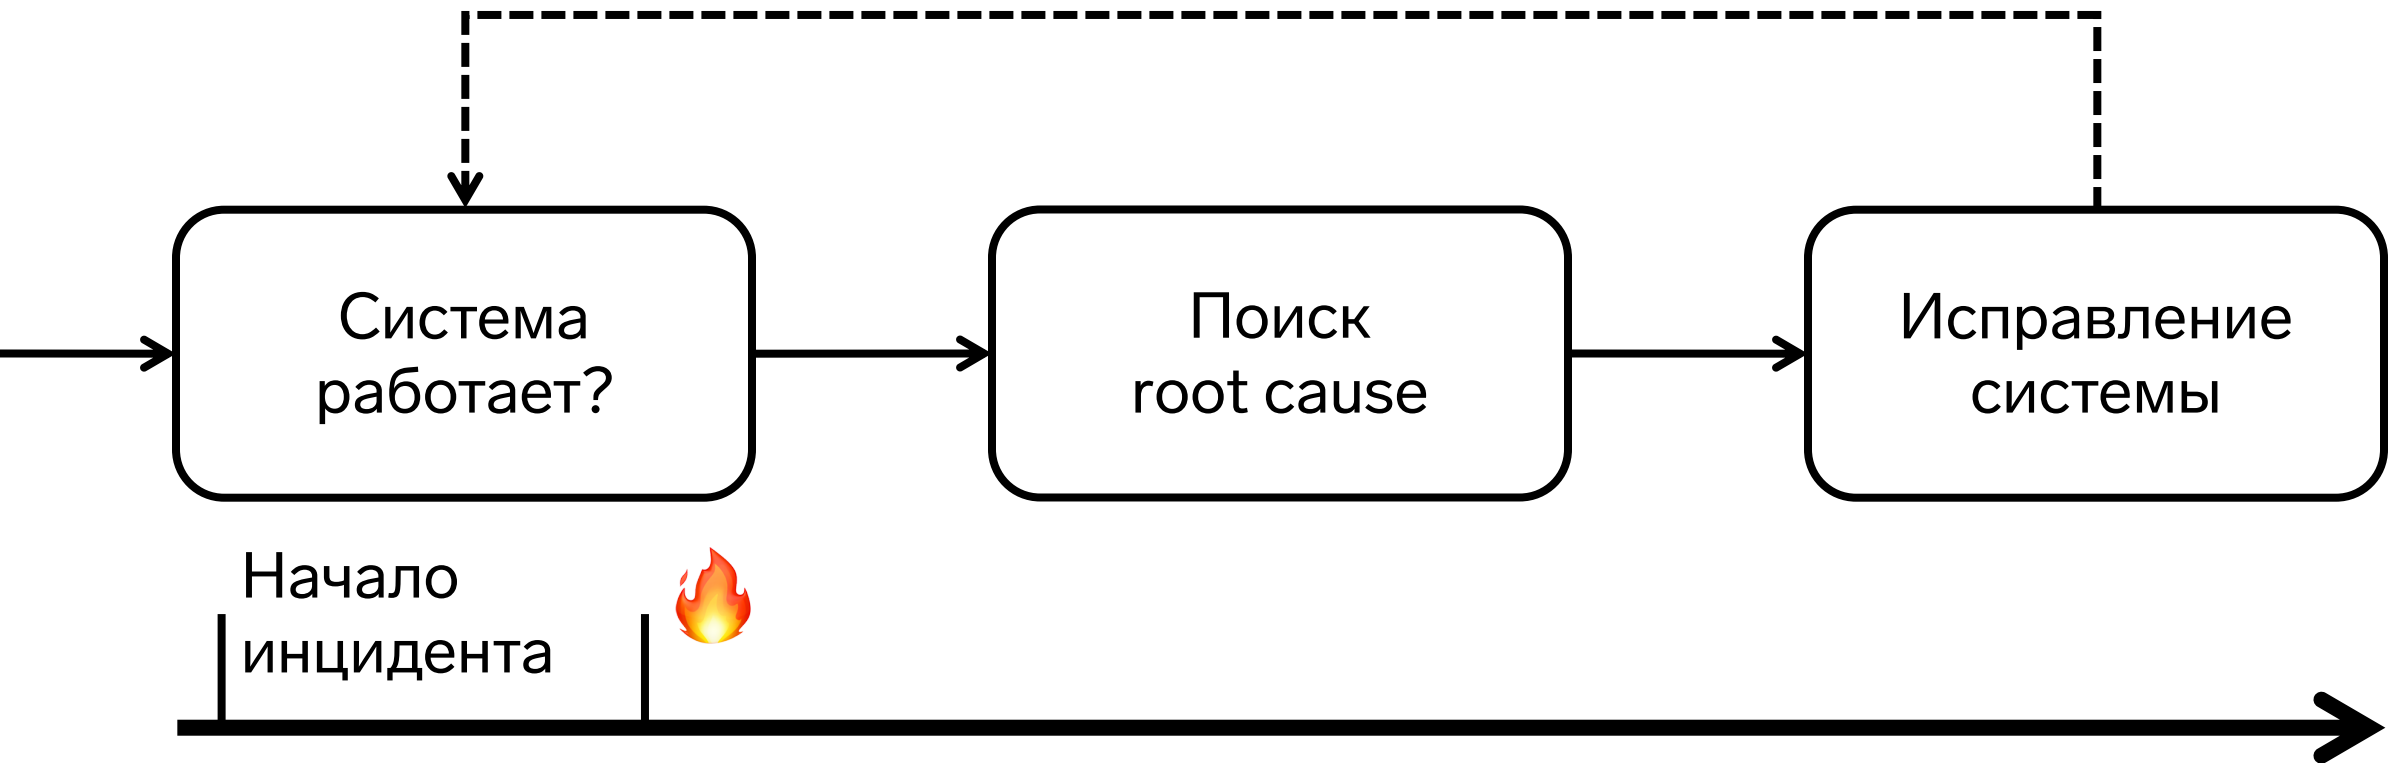 Система
работает?
Поиск
root cause
Исправление
системы
Начало
инцидента